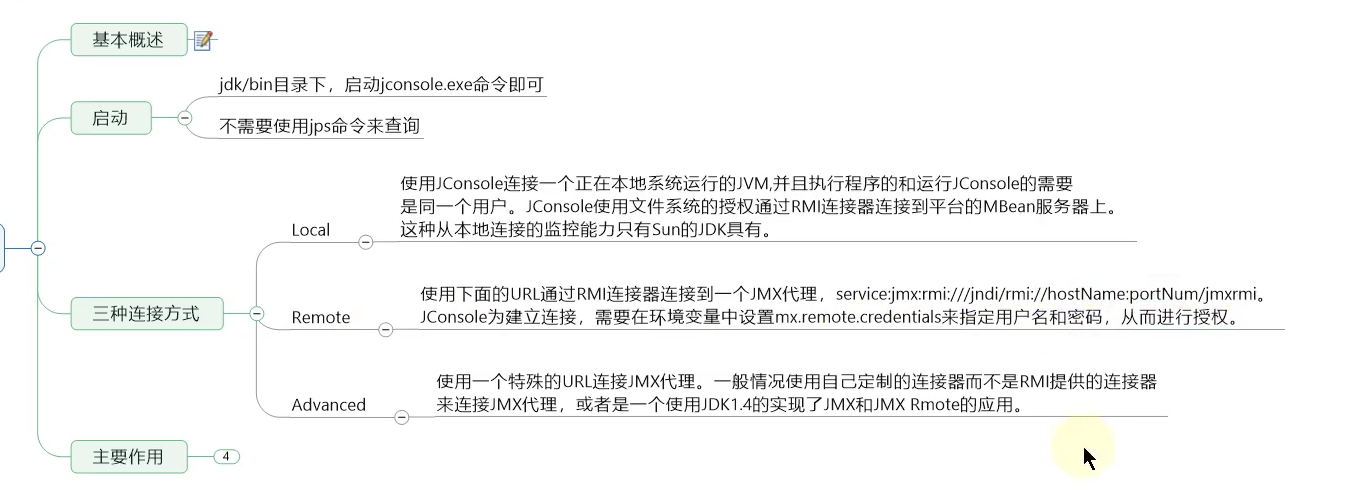 基本概述
jdk/bin目录下，启动jconsole.exe命令即可
启动
不需要使用jps命令来查询
使用JConsole连接一个正在本地系统运行的JVM,并且执行程序的和运行JConsole的需要
是同一个用户。JConsole使用文件系统的授权通过RMI连接器连接到平台的MBean服务器上。
这种从本地连接的监控能力只有Sun的JDK具有。
Local
使用下面的URL通过RMI连接器连接到一个JMX代理，service:jmx:rmi:///jndi/rmi://hostName:portNum/jmxrmi。
JConsole为建立连接，需要在环境变量中设置mx.remote.credentials来指定用户名和密码，从而进行授权。
三种连接方式
Remote
使用一个特殊的URL连接JMX代理。一般情况使用自己定制的连接器而不是RMI提供的连接器
来连接JMX代理，或者是一个使用JDK1.4的实现了JMX和JMX Rmote的应用。
Advanced
主要作用
4